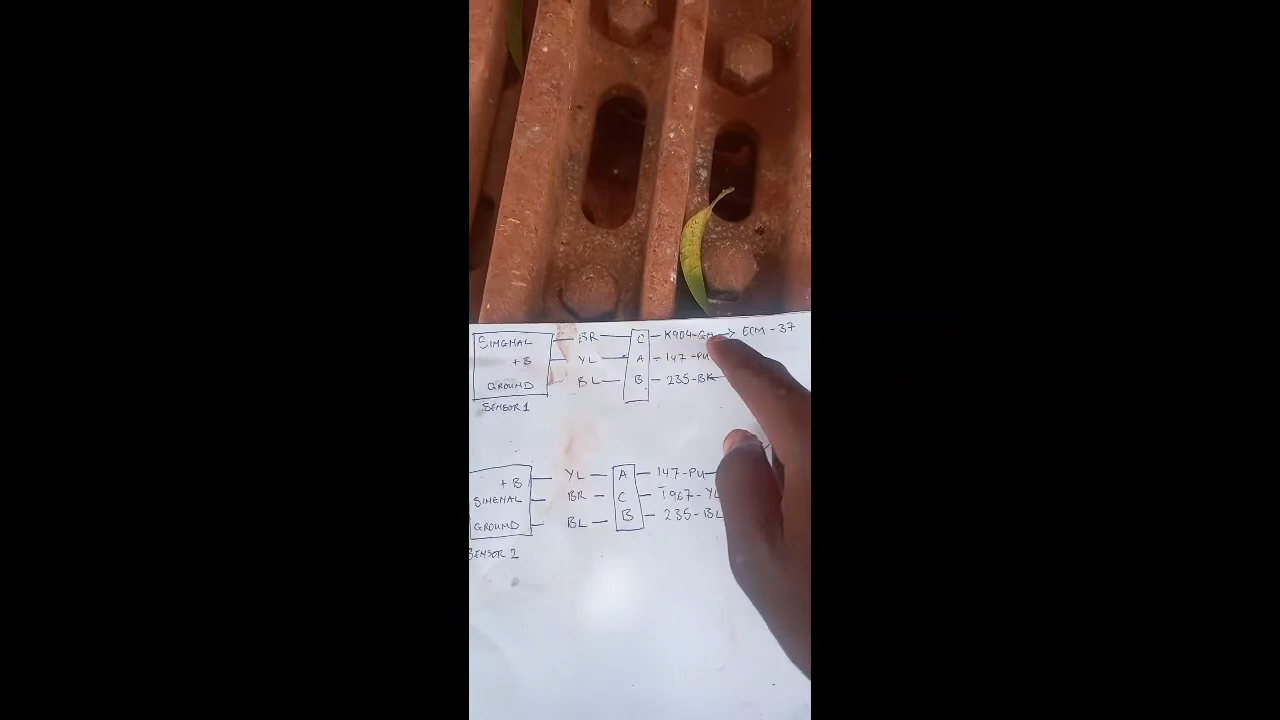 SINGNAL BR C K904-GN → ECM-37
+B YL A 147-PU
GROUND BL B 235-BK
SENSOR 1
+B YL A 147-PU
SINGNAL BR C T967-YL
GROUND BL B 235-BL
SENSOR 2